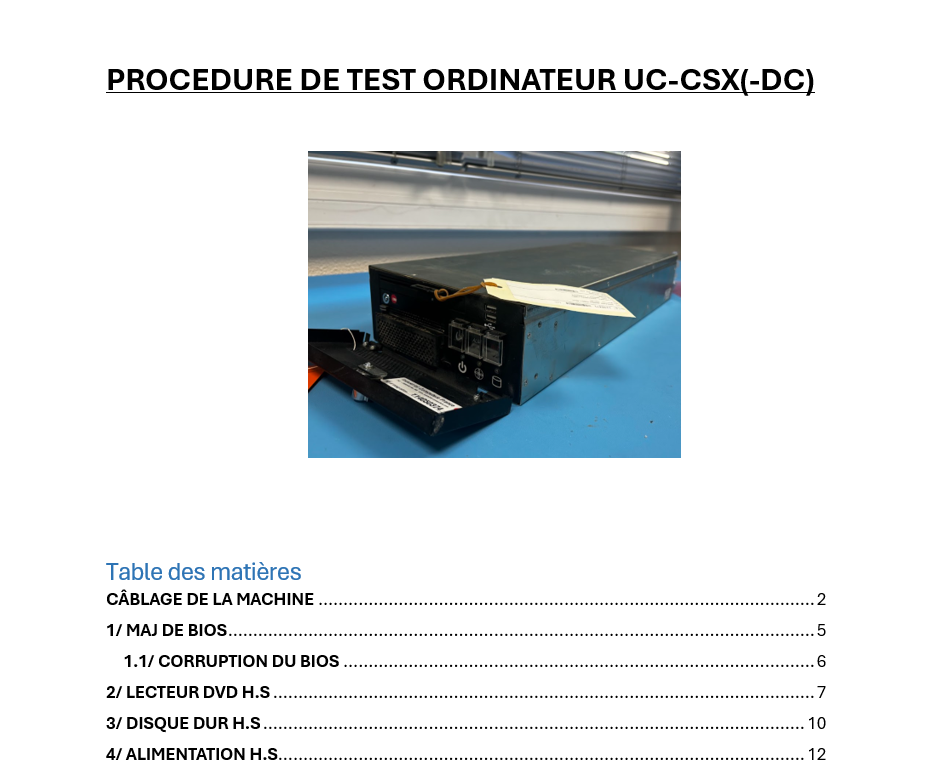 PROCEDURE DE TEST ORDINATEUR UC-CSX(-DC)
Table des matières
CÂBLAGE DE LA MACHINE 2
1/ MAJ DE BIOS 5
1.1/ CORRUPTION DU BIOS 6
2/ LECTEUR DVD H.S 7
3/ DISQUE DUR H.S 10
4/ ALIMENTATION H.S 12